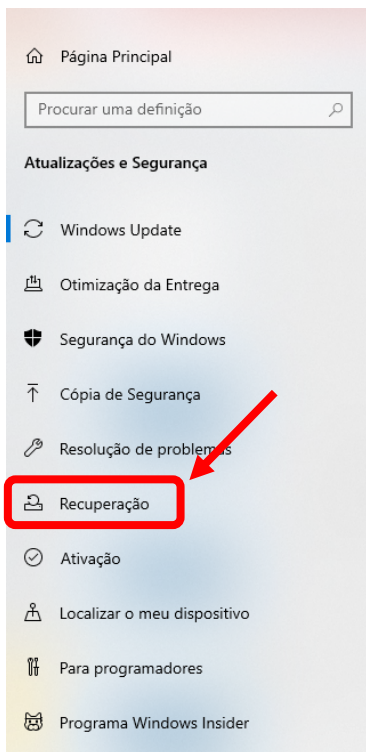 Página Principal
Procurar uma definição
Atualizações e Segurança
Windows Update
Otimização da Entrega
Segurança do Windows
Cópia de Segurança
Resolução de problemas
Recuperação
Ativação
Localizar o meu dispositivo
Para programadores
Programa Windows Insider